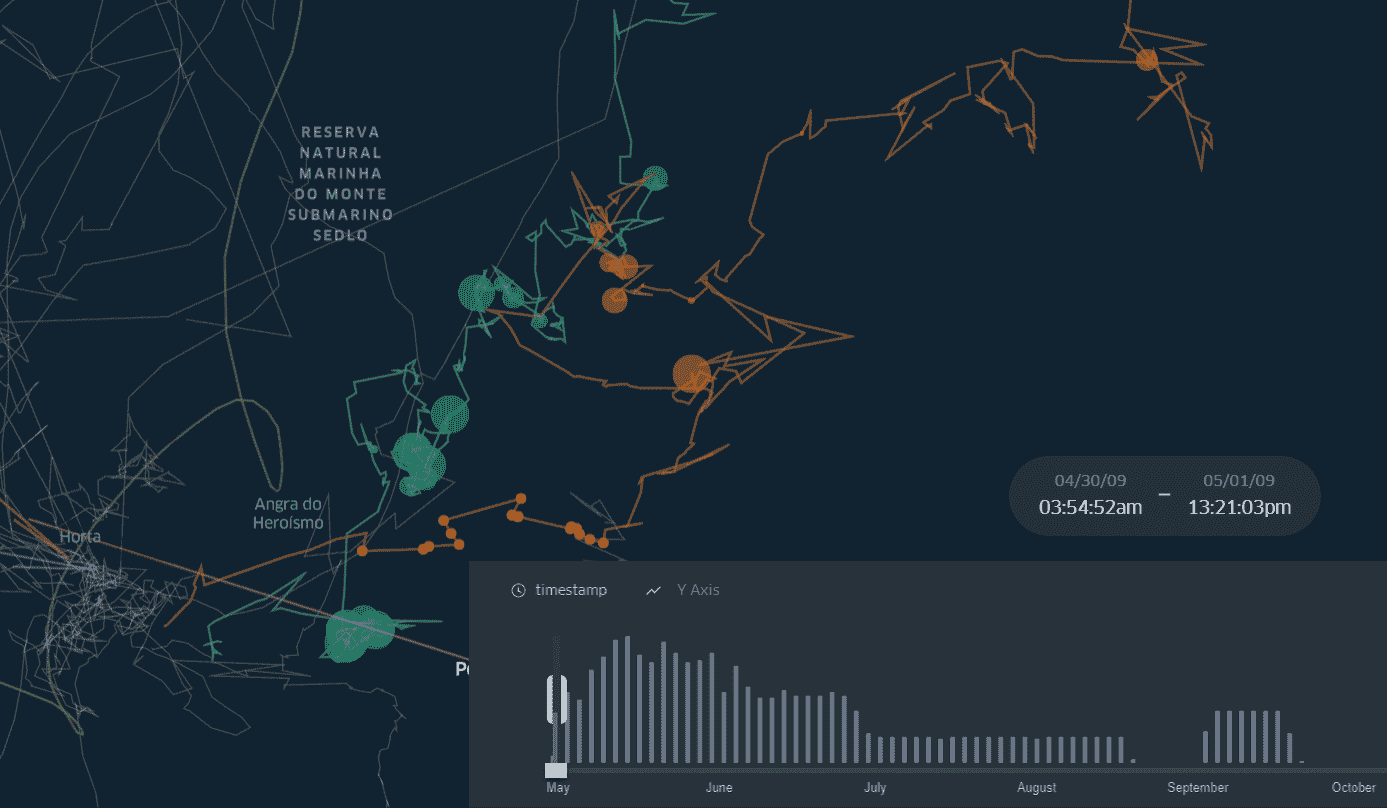 RESERVA
NATURAL
MARINHA
DO MONTE
SUBMARINO
SEDLO
Angra do
Heroísmo
Horta
04/30/09
03:54:52am
–
05/01/09
13:21:03pm
timestamp
Y Axis
May
June
July
August
September
October